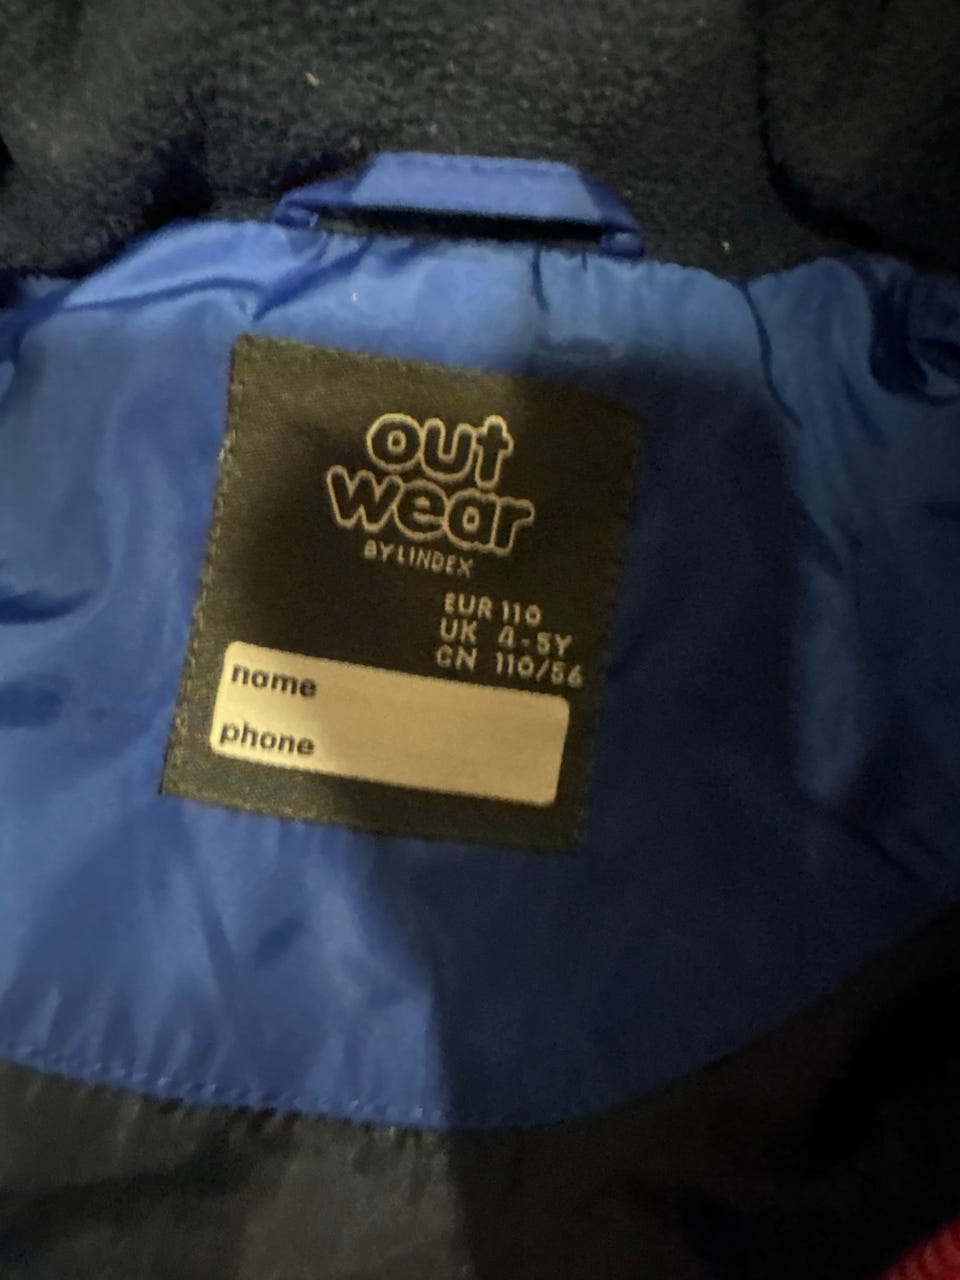 out
wear
BY LINDEX
EUR 110
UK 4-5Y
CN 110/56
name
phone